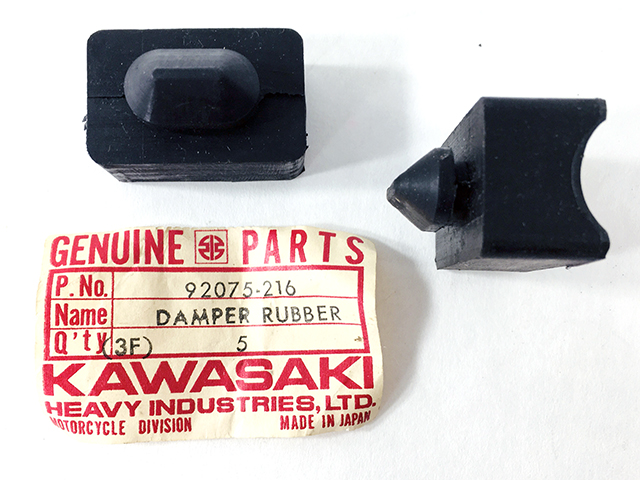 GENUINE PARTS
P. No. 92075-216
Name DAMPER RUBBER
Q'ty (3F) 5
KAWASAKI
HEAVY INDUSTRIES, LTD.
MOTORCYCLE DIVISION MADE IN JAPAN